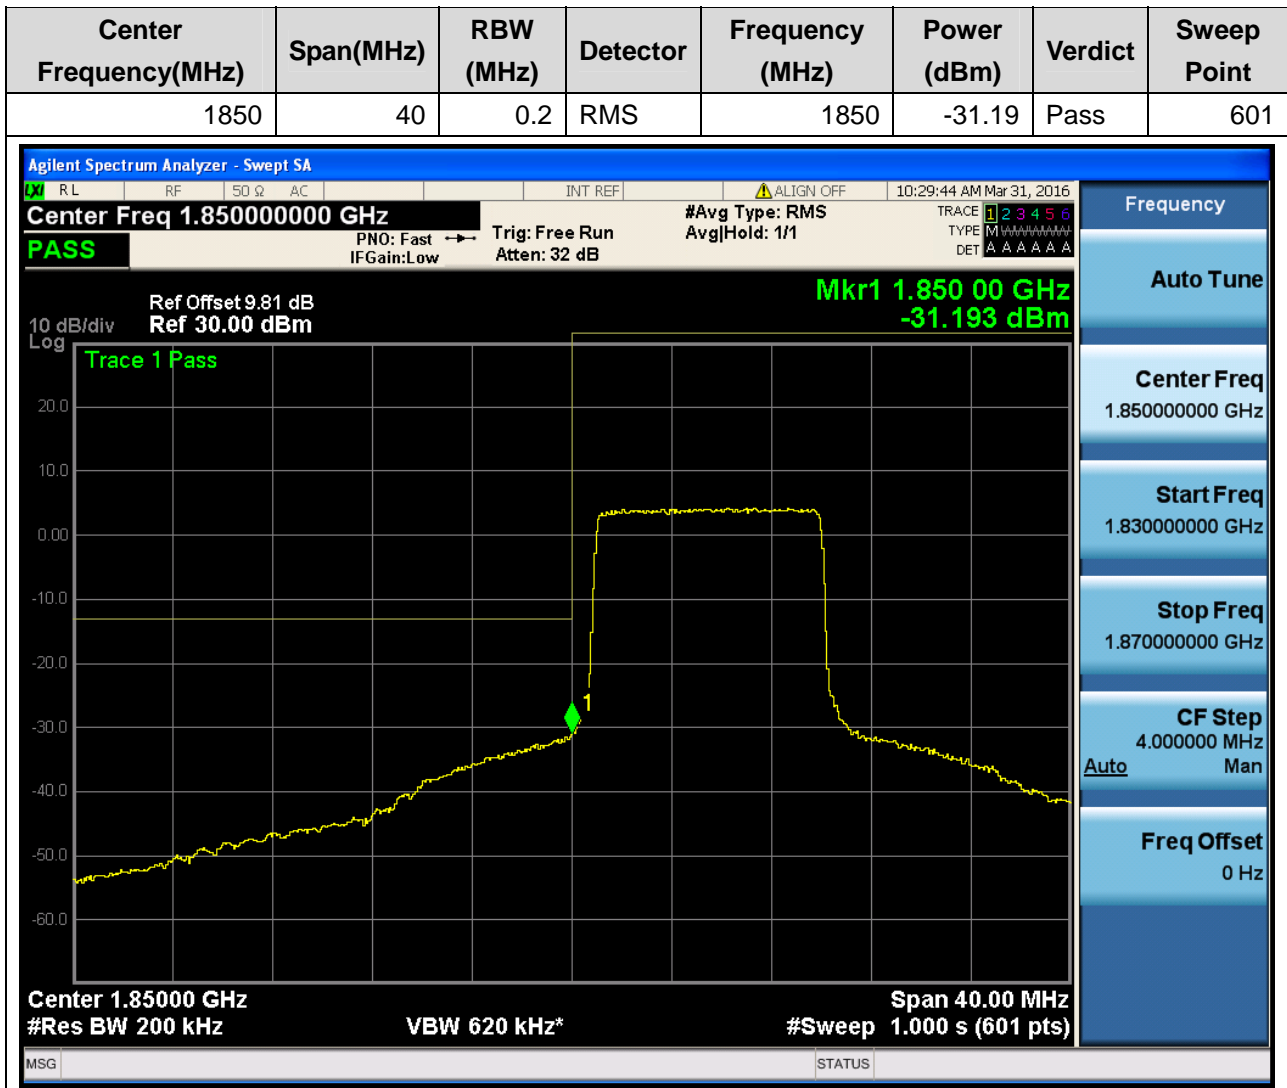 Center Frequency(MHz) Span(MHz) RBW (MHz) Detector Frequency (MHz) Power (dBm) Verdict Sweep Point
1850 40 0.2 RMS 1850 -31.19 Pass 601
Agilent Spectrum Analyzer - Swept SA
LXI RL RF 50 Ω AC INT REF ALIGN OFF 10:29:44 AM Mar 31, 2016
Center Freq 1.850000000 GHz
PASS
PNO: Fast
IFGain:Low
Trig: Free Run
Atten: 32 dB
#Avg Type: RMS
Avg|Hold: 1/1
TRACE 1 2 3 4 5 6
TYPE M WWWWW
DET A A A A A A
Mkr1 1.850 00 GHz
-31.193 dBm
Ref Offset 9.81 dB
10 dB/div Ref 30.00 dBm
Log
Trace 1 Pass
20.0
10.0
0.00
-10.0
-20.0
1
-30.0
-40.0
-50.0
-60.0
Center 1.85000 GHz Span 40.00 MHz
#Res BW 200 kHz VBW 620 kHz* #Sweep 1.000 s (601 pts)
MSG STATUS
Frequency
Auto Tune
Center Freq
1.850000000 GHz
Start Freq
1.830000000 GHz
Stop Freq
1.870000000 GHz
CF Step
4.000000 MHz
Auto Man
Freq Offset
0 Hz